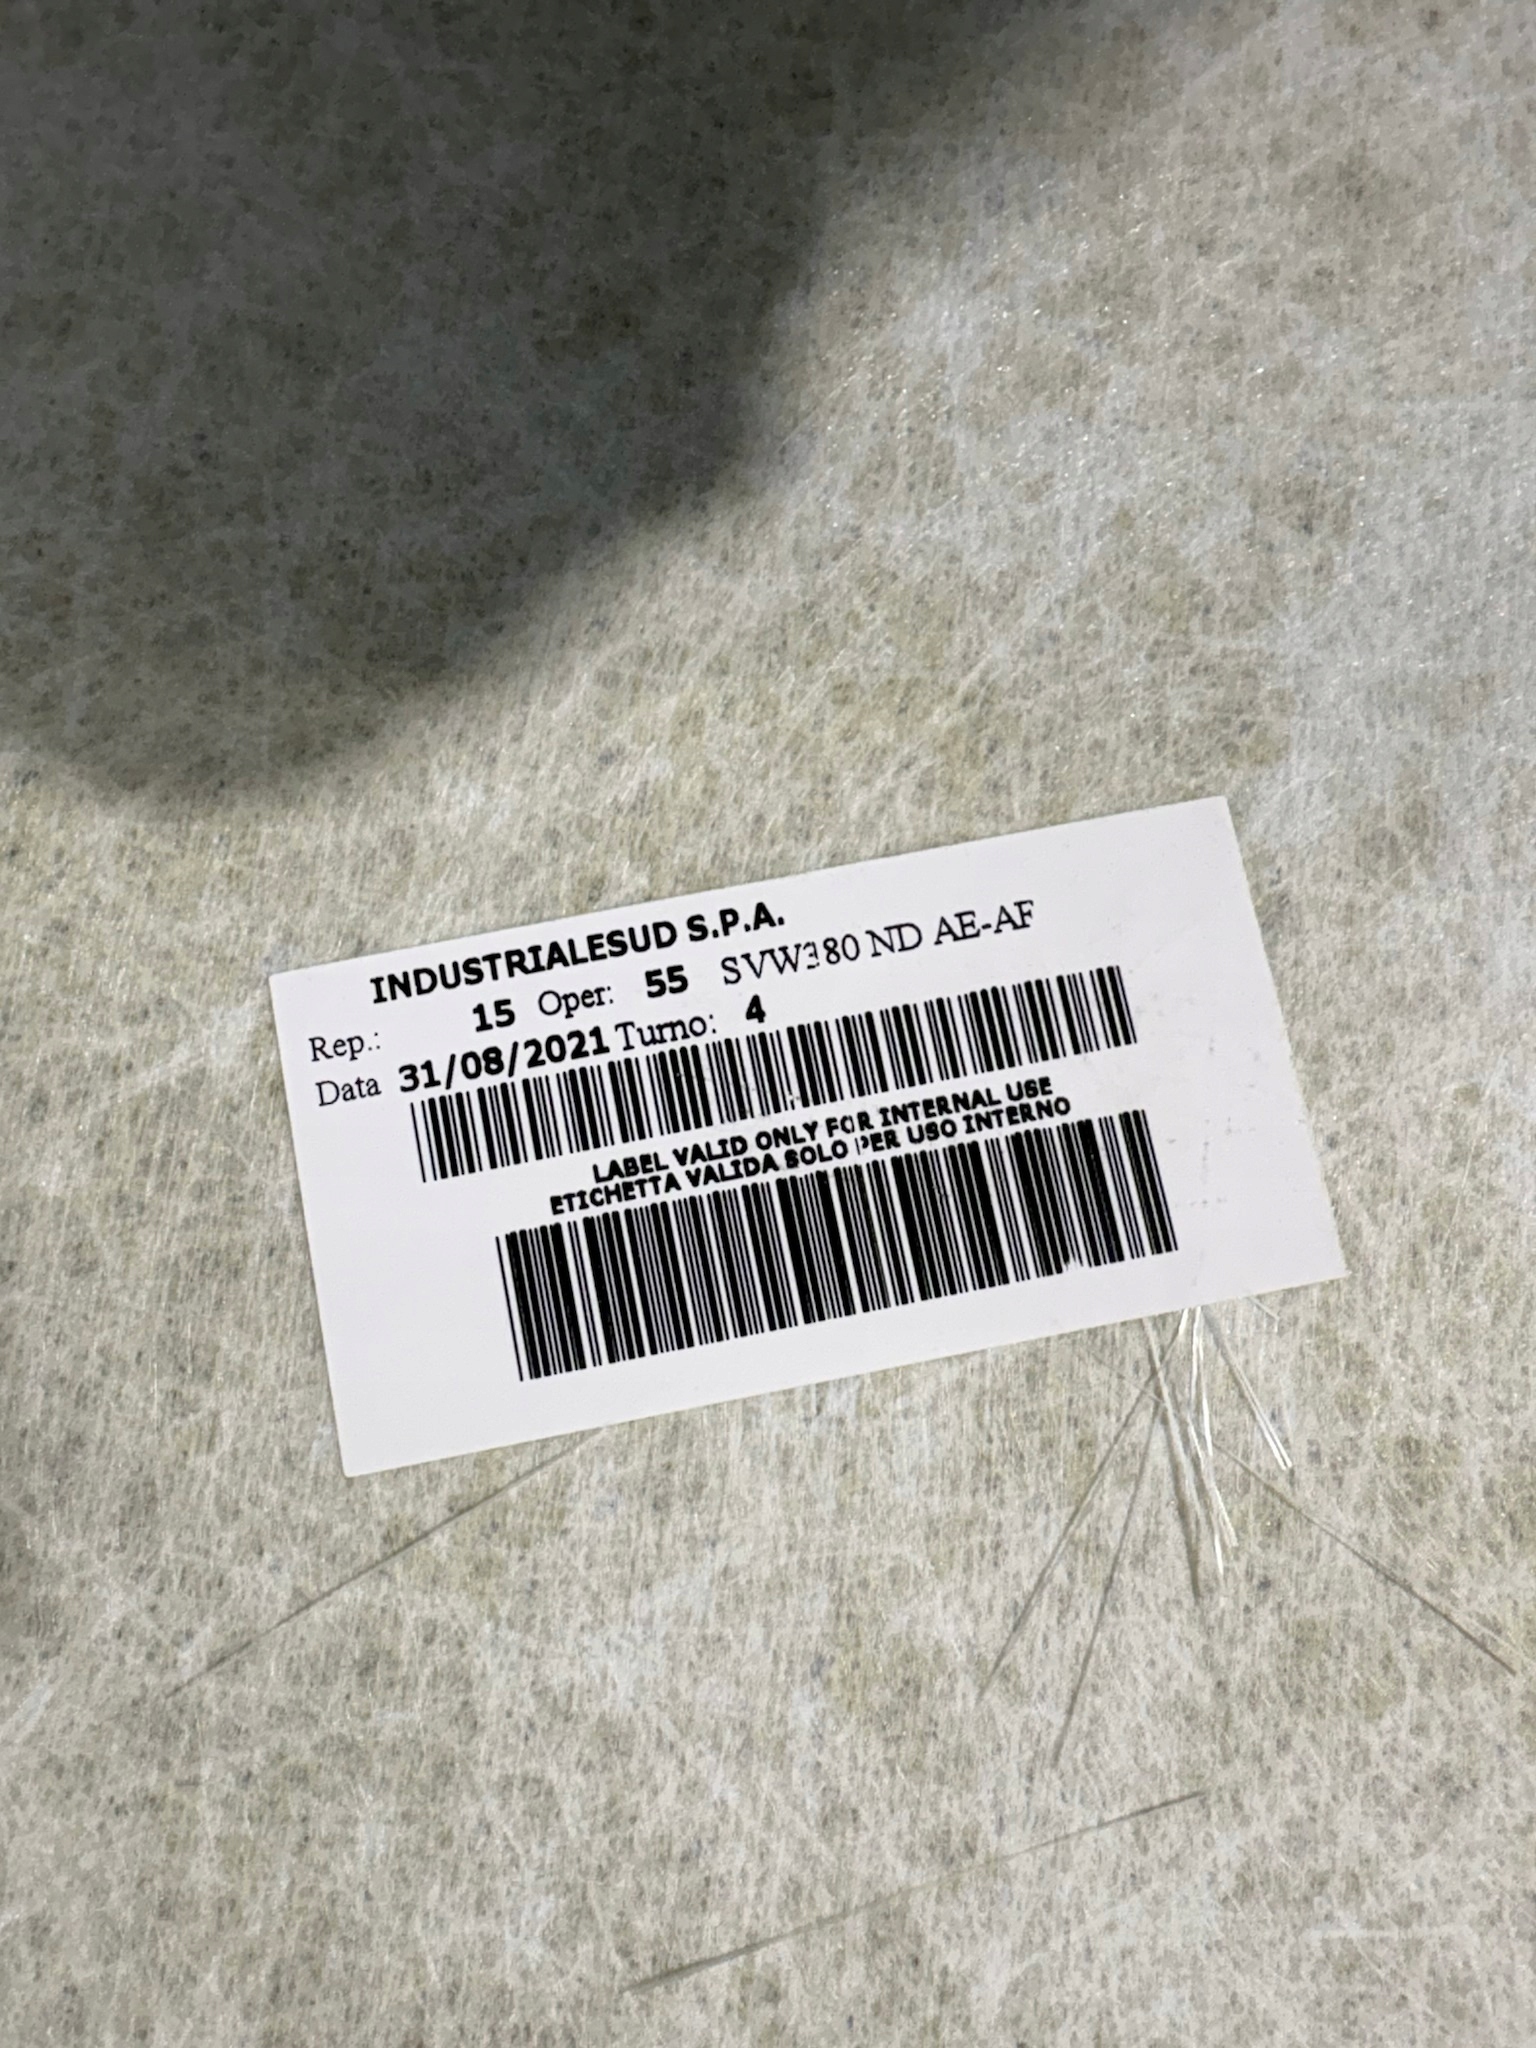 INDUSTRIALESUD S.P.A.
Rep.: 15 Oper: 55 SVW380 ND AE-AF
Data 31/08/2021 Turno: 4
LABEL VALID ONLY FOR INTERNAL USE
ETICHETTA VALIDA SOLO PER USO INTERNO